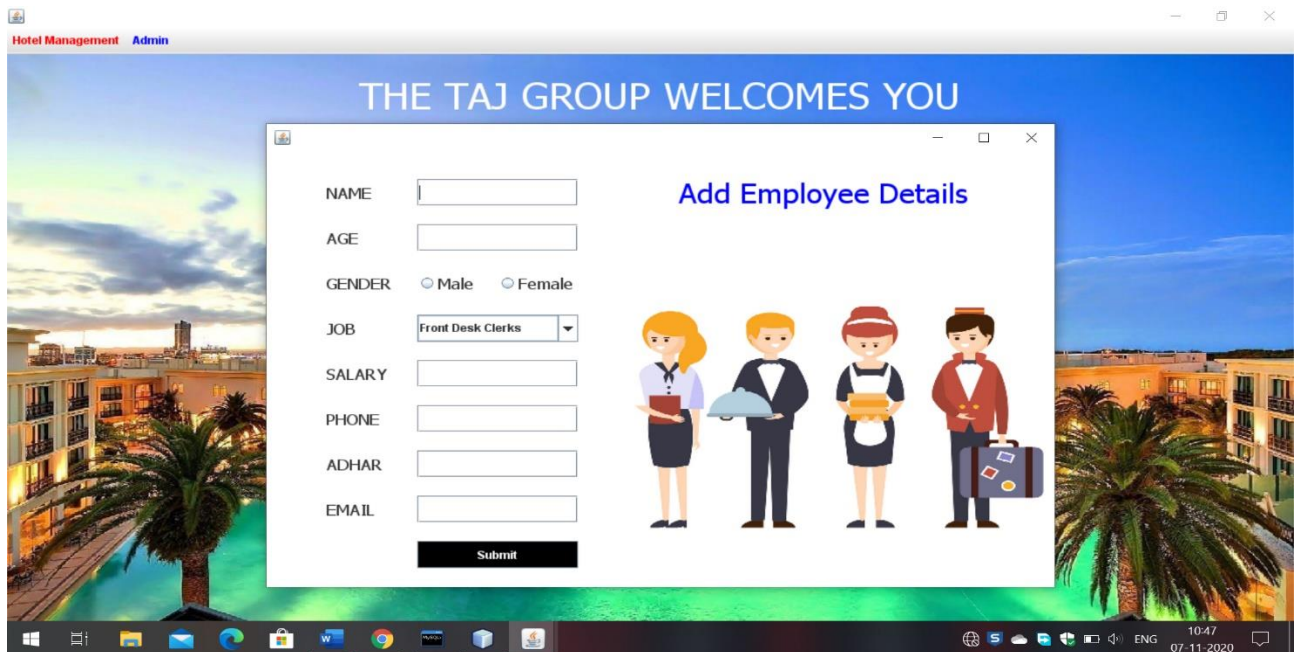 Hotel Management Admin
THE TAJ GROUP WELCOMES YOU
Add Employee Details
NAME
AGE
GENDER Male Female
JOB Front Desk Clerks
SALARY
PHONE
ADHAR
EMAIL
Submit
ENG 10:47
07-11-2020